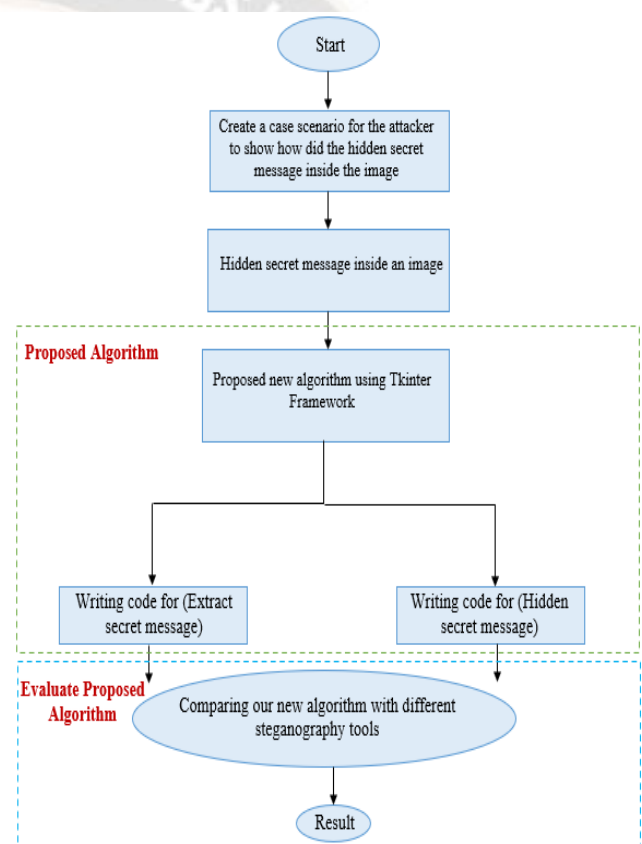 Start
Create a case scenario for the attacker
to show how did the hidden secret
message inside the image
Hidden secret message inside an image
Proposed Algorithm
Proposed new algorithm using Tkinter
Framework
Writing code for (Extract
secret message)
Writing code for (Hidden
secret message)
Evaluate Proposed
Algorithm
Comparing our new algorithm with different
steganography tools
Result